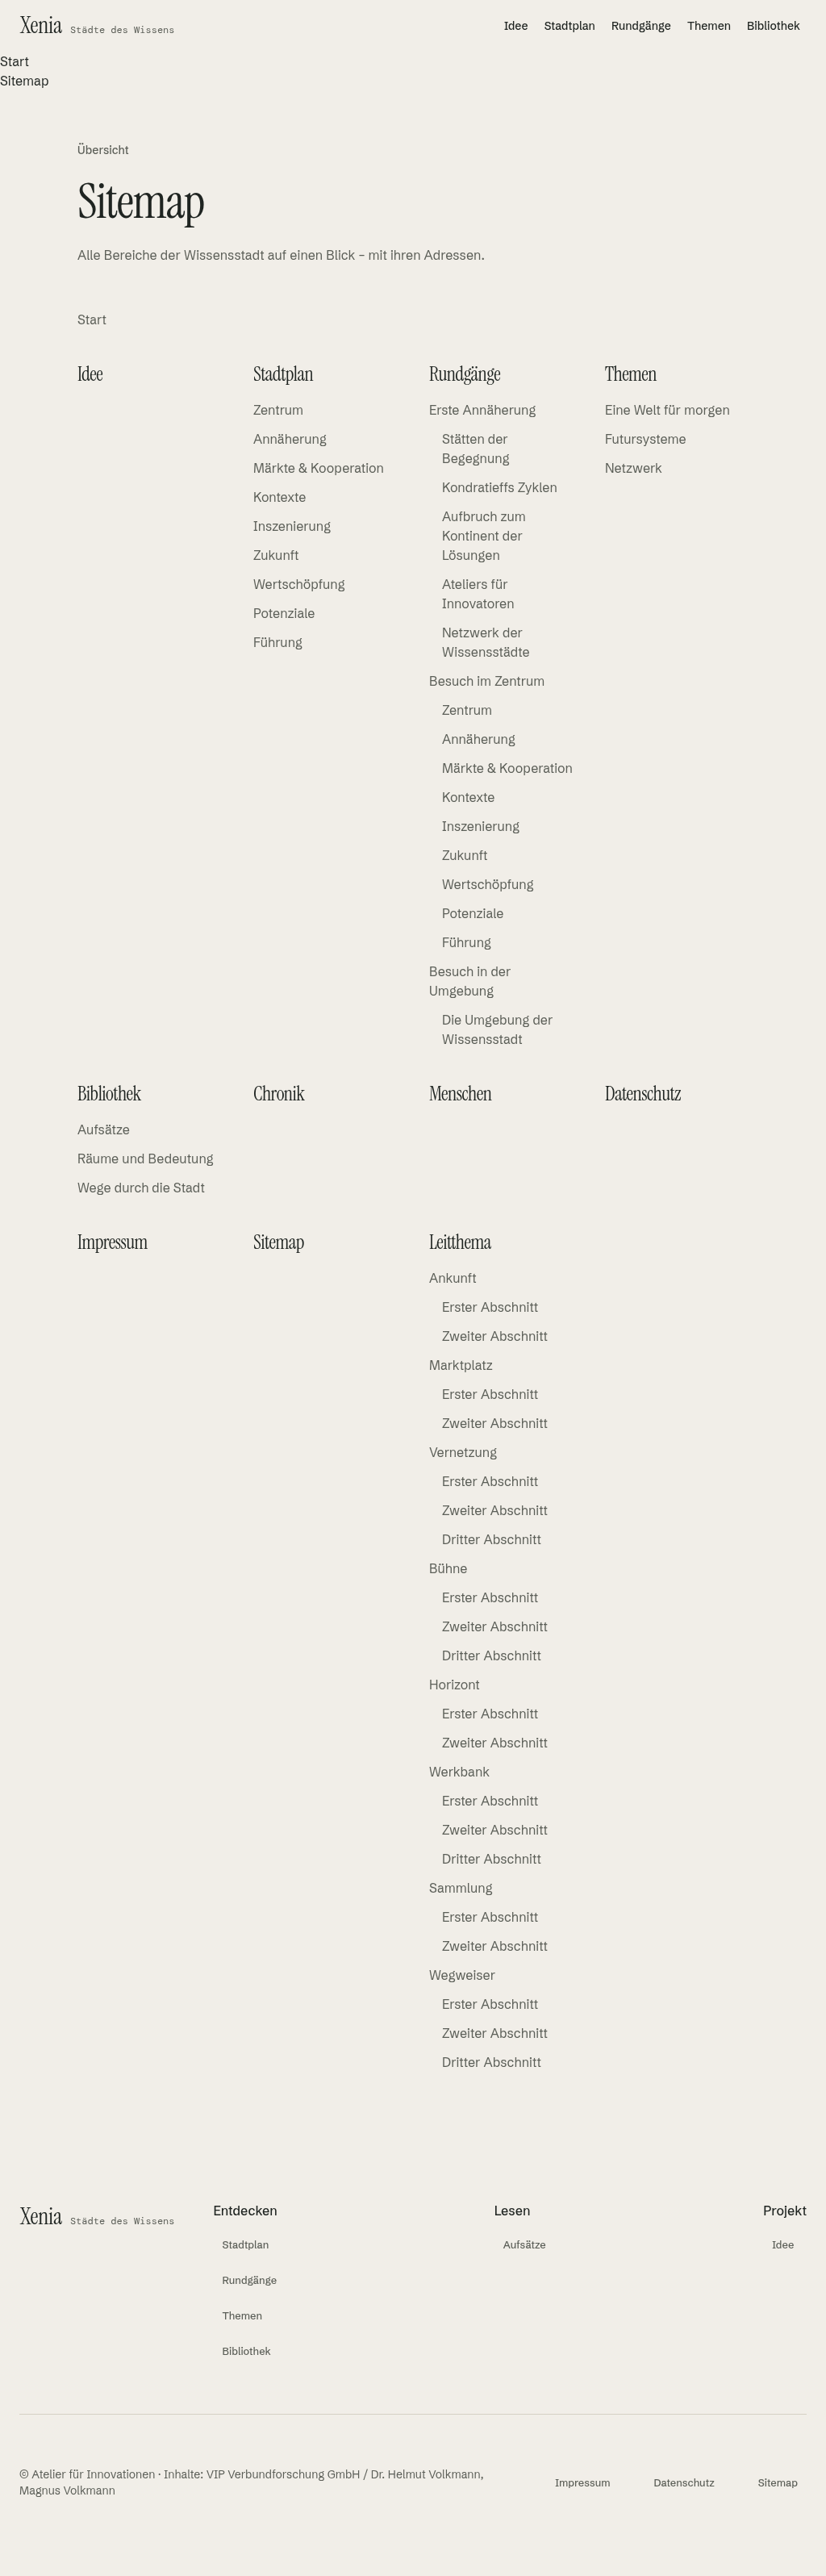 Xenia Städte des Wissens
Idee Stadtplan Rundgänge Themen Bibliothek
Start
Sitemap
Übersicht
Sitemap
Alle Bereiche der Wissensstadt auf einen Blick – mit ihren Adressen.
Start
Idee
Stadtplan
Zentrum
Annäherung
Märkte & Kooperation
Kontexte
Inszenierung
Zukunft
Wertschöpfung
Potenziale
Führung
Rundgänge
Erste Annäherung
Stätten der
Begegnung
Kondratieffs Zyklen
Aufbruch zum
Kontinent der
Lösungen
Ateliers für
Innovatoren
Netzwerk der
Wissensstädte
Besuch im Zentrum
Zentrum
Annäherung
Märkte & Kooperation
Kontexte
Inszenierung
Zukunft
Wertschöpfung
Potenziale
Führung
Besuch in der
Umgebung
Die Umgebung der
Wissensstadt
Themen
Eine Welt für morgen
Futursysteme
Netzwerk
Bibliothek
Aufsätze
Räume und Bedeutung
Wege durch die Stadt
Chronik
Menschen
Datenschutz
Impressum
Sitemap
Leitthema
Ankunft
Erster Abschnitt
Zweiter Abschnitt
Marktplatz
Erster Abschnitt
Zweiter Abschnitt
Vernetzung
Erster Abschnitt
Zweiter Abschnitt
Dritter Abschnitt
Bühne
Erster Abschnitt
Zweiter Abschnitt
Dritter Abschnitt
Horizont
Erster Abschnitt
Zweiter Abschnitt
Werkbank
Erster Abschnitt
Zweiter Abschnitt
Dritter Abschnitt
Sammlung
Erster Abschnitt
Zweiter Abschnitt
Wegweiser
Erster Abschnitt
Zweiter Abschnitt
Dritter Abschnitt
Xenia Städte des Wissens
Entdecken
Stadtplan
Rundgänge
Themen
Bibliothek
Lesen
Aufsätze
Projekt
Idee
© Atelier für Innovationen · Inhalte: VIP Verbundforschung GmbH / Dr. Helmut Volkmann,
Magnus Volkmann
Impressum Datenschutz Sitemap